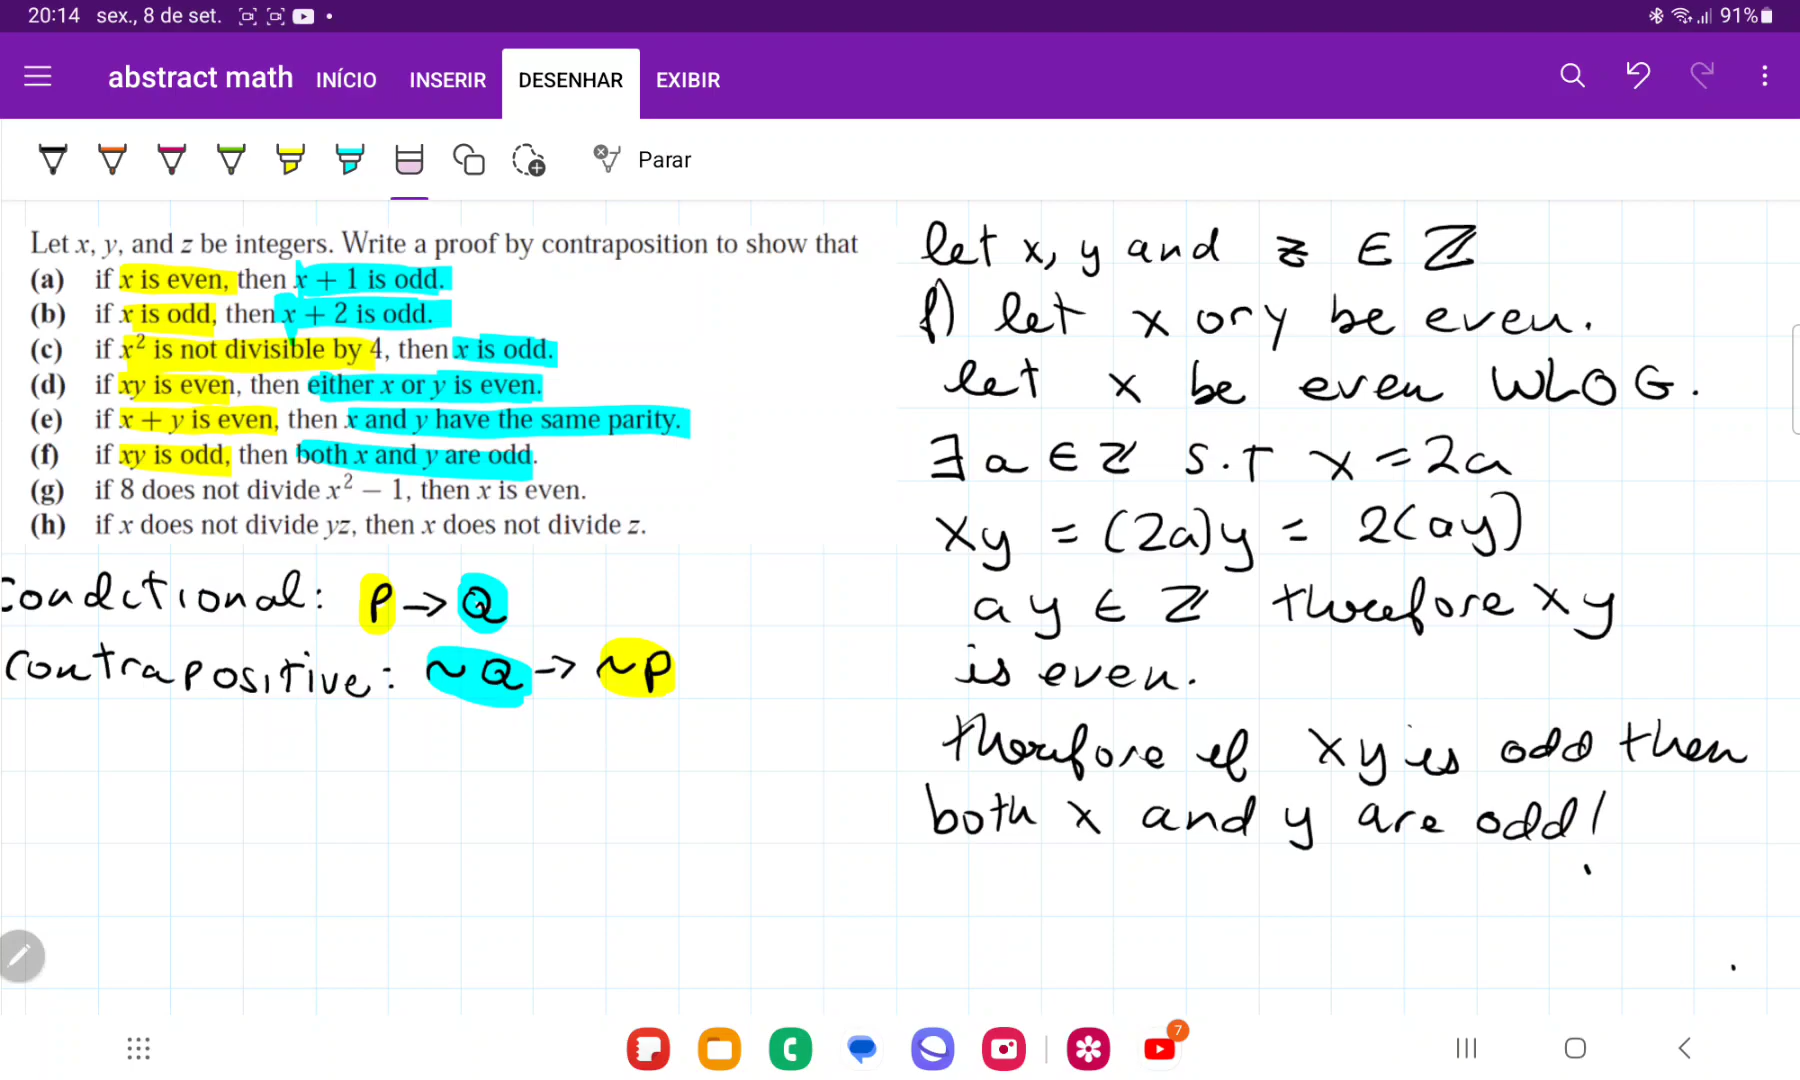 20:14 sex., 8 de set.
91%
abstract math INÍCIO INSERIR DESENHAR EXIBIR
Parar
Let x, y, and z be integers. Write a proof by contraposition to show that
(a) if x is even, then x + 1 is odd.
(b) if x is odd, then x + 2 is odd.
(c) if x² is not divisible by 4, then x is odd.
(d) if xy is even, then either x or y is even.
(e) if x + y is even, then x and y have the same parity.
(f) if xy is odd, then both x and y are odd.
(g) if 8 does not divide x² − 1, then x is even.
(h) if x does not divide yz, then x does not divide z.
Conditional: P → Q
Contrapositive: ~Q → ~P
let x, y and z ∈ ℤ
f) let x or y be even.
let x be even WLOG.
∃ a ∈ ℤ s.t x = 2a
xy = (2a)y = 2(ay)
ay ∈ ℤ therefore xy
is even.
therefore if xy is odd then
both x and y are odd!
7